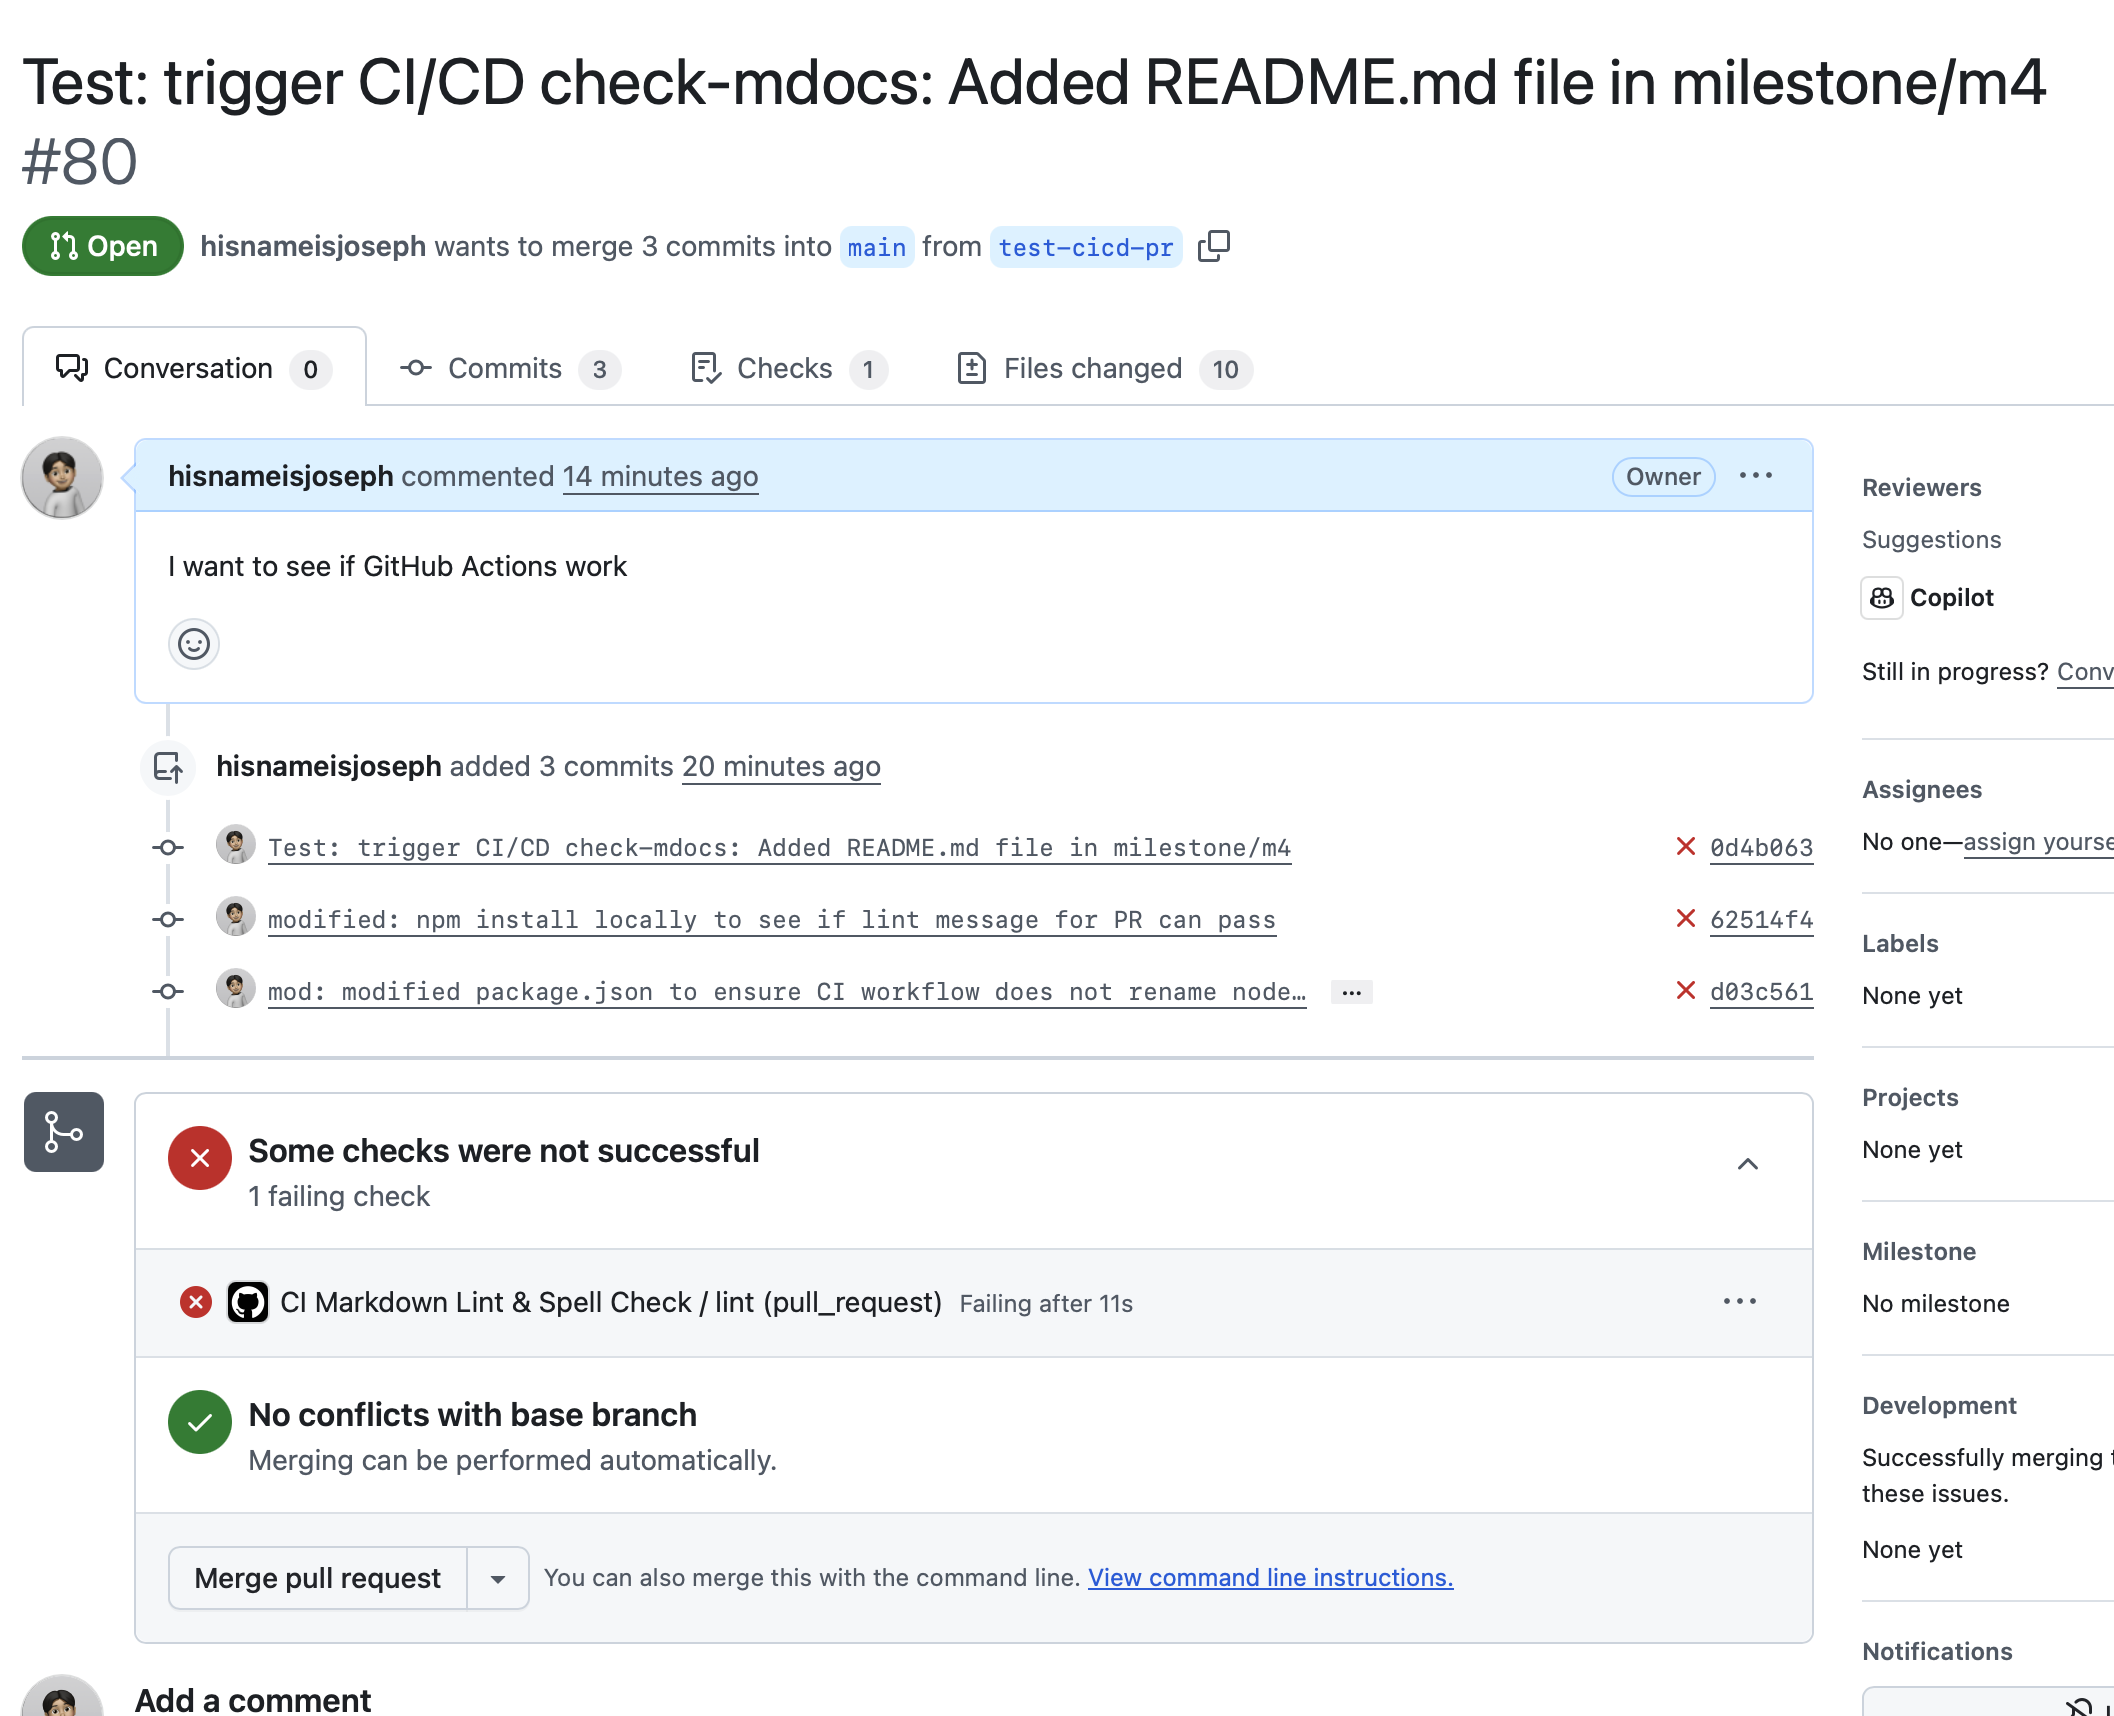 Test: trigger CI/CD check-mdocs: Added README.md file in milestone/m4
#80
Open hisnameisjoseph wants to merge 3 commits into main from test-cicd-pr
Conversation 0 Commits 3 Checks 1 Files changed 10
hisnameisjoseph commented 14 minutes ago Owner
I want to see if GitHub Actions work
hisnameisjoseph added 3 commits 20 minutes ago
Test: trigger CI/CD check-mdocs: Added README.md file in milestone/m4 0d4b063
modified: npm install locally to see if lint message for PR can pass 62514f4
mod: modified package.json to ensure CI workflow does not rename node… d03c561
Some checks were not successful
1 failing check
CI Markdown Lint & Spell Check / lint (pull_request) Failing after 11s
No conflicts with base branch
Merging can be performed automatically.
Merge pull request You can also merge this with the command line. View command line instructions.
Add a comment
Reviewers
Suggestions
Copilot
Still in progress? Conv
Assignees
No one—assign yourse
Labels
None yet
Projects
None yet
Milestone
No milestone
Development
Successfully merging
these issues.
None yet
Notifications